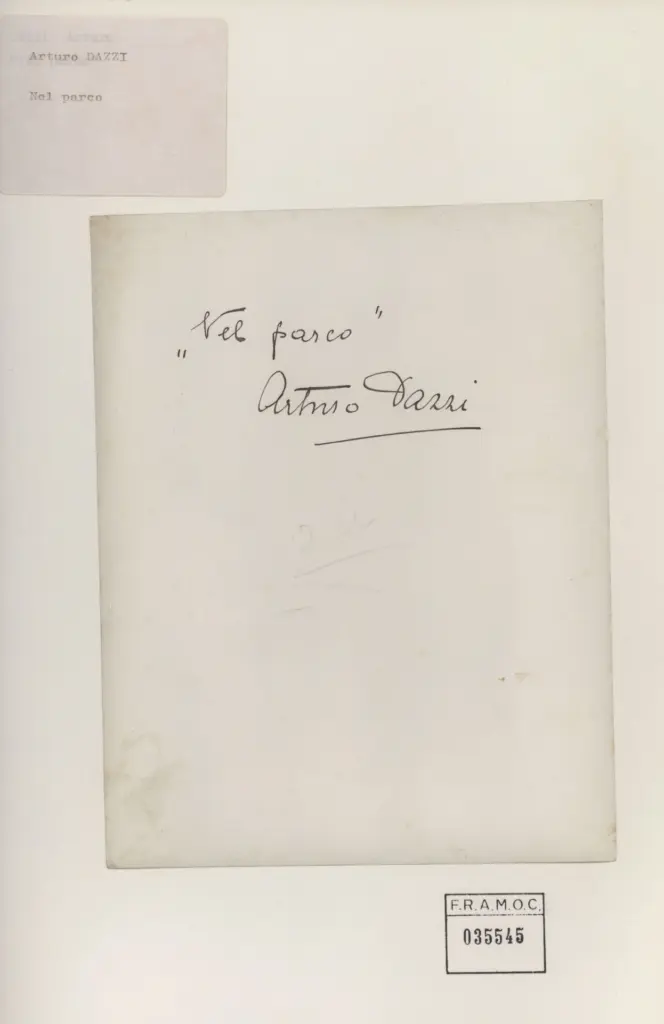 Arturo DAZZI
Nel parco
„Nel parco"
Arturo Dazzi
F.R.A.M.O.C.
035545